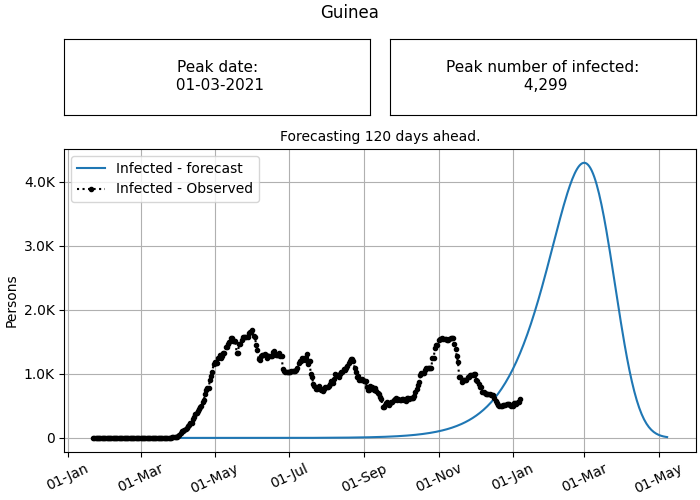 Guinea
Peak date:
01-03-2021
Peak number of infected:
4,299
Forecasting 120 days ahead.
Infected - forecast
Infected - Observed
4.0K
3.0K
2.0K
1.0K
0
Persons
01-Jan
01-Mar
01-May
01-Jul
01-Sep
01-Nov
01-Jan
01-Mar
01-May